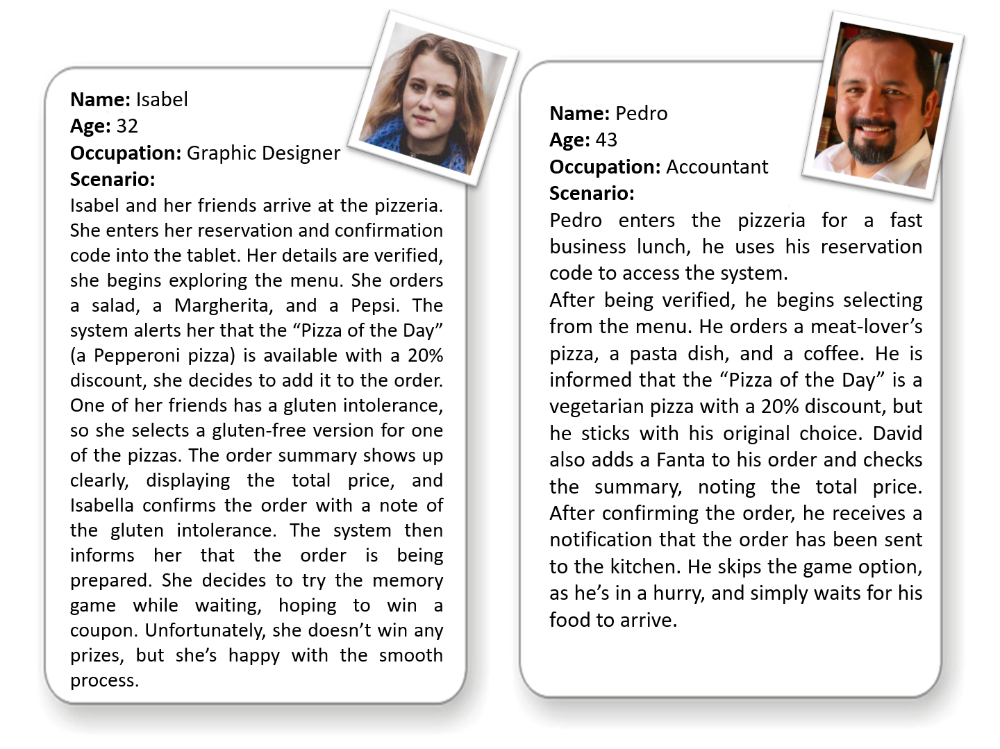 Name: Isabel
Age: 32
Occupation: Graphic Designer
Scenario:
Isabel and her friends arrive at the pizzeria.
She enters her reservation and confirmation
code into the tablet. Her details are verified,
she begins exploring the menu. She orders
a salad, a Margherita, and a Pepsi. The
system alerts her that the “Pizza of the Day”
(a Pepperoni pizza) is available with a 20%
discount, she decides to add it to the order.
One of her friends has a gluten intolerance,
so she selects a gluten-free version for one
of the pizzas. The order summary shows up
clearly, displaying the total price, and
Isabella confirms the order with a note of
the gluten intolerance. The system then
informs her that the order is being
prepared. She decides to try the memory
game while waiting, hoping to win a
coupon. Unfortunately, she doesn’t win any
prizes, but she’s happy with the smooth
process.
Name: Pedro
Age: 43
Occupation: Accountant
Scenario:
Pedro enters the pizzeria for a fast
business lunch, he uses his reservation
code to access the system.
After being verified, he begins selecting
from the menu. He orders a meat-lover’s
pizza, a pasta dish, and a coffee. He is
informed that the “Pizza of the Day” is a
vegetarian pizza with a 20% discount, but
he sticks with his original choice. David
also adds a Fanta to his order and checks
the summary, noting the total price.
After confirming the order, he receives a
notification that the order has been sent
to the kitchen. He skips the game option,
as he’s in a hurry, and simply waits for his
food to arrive.